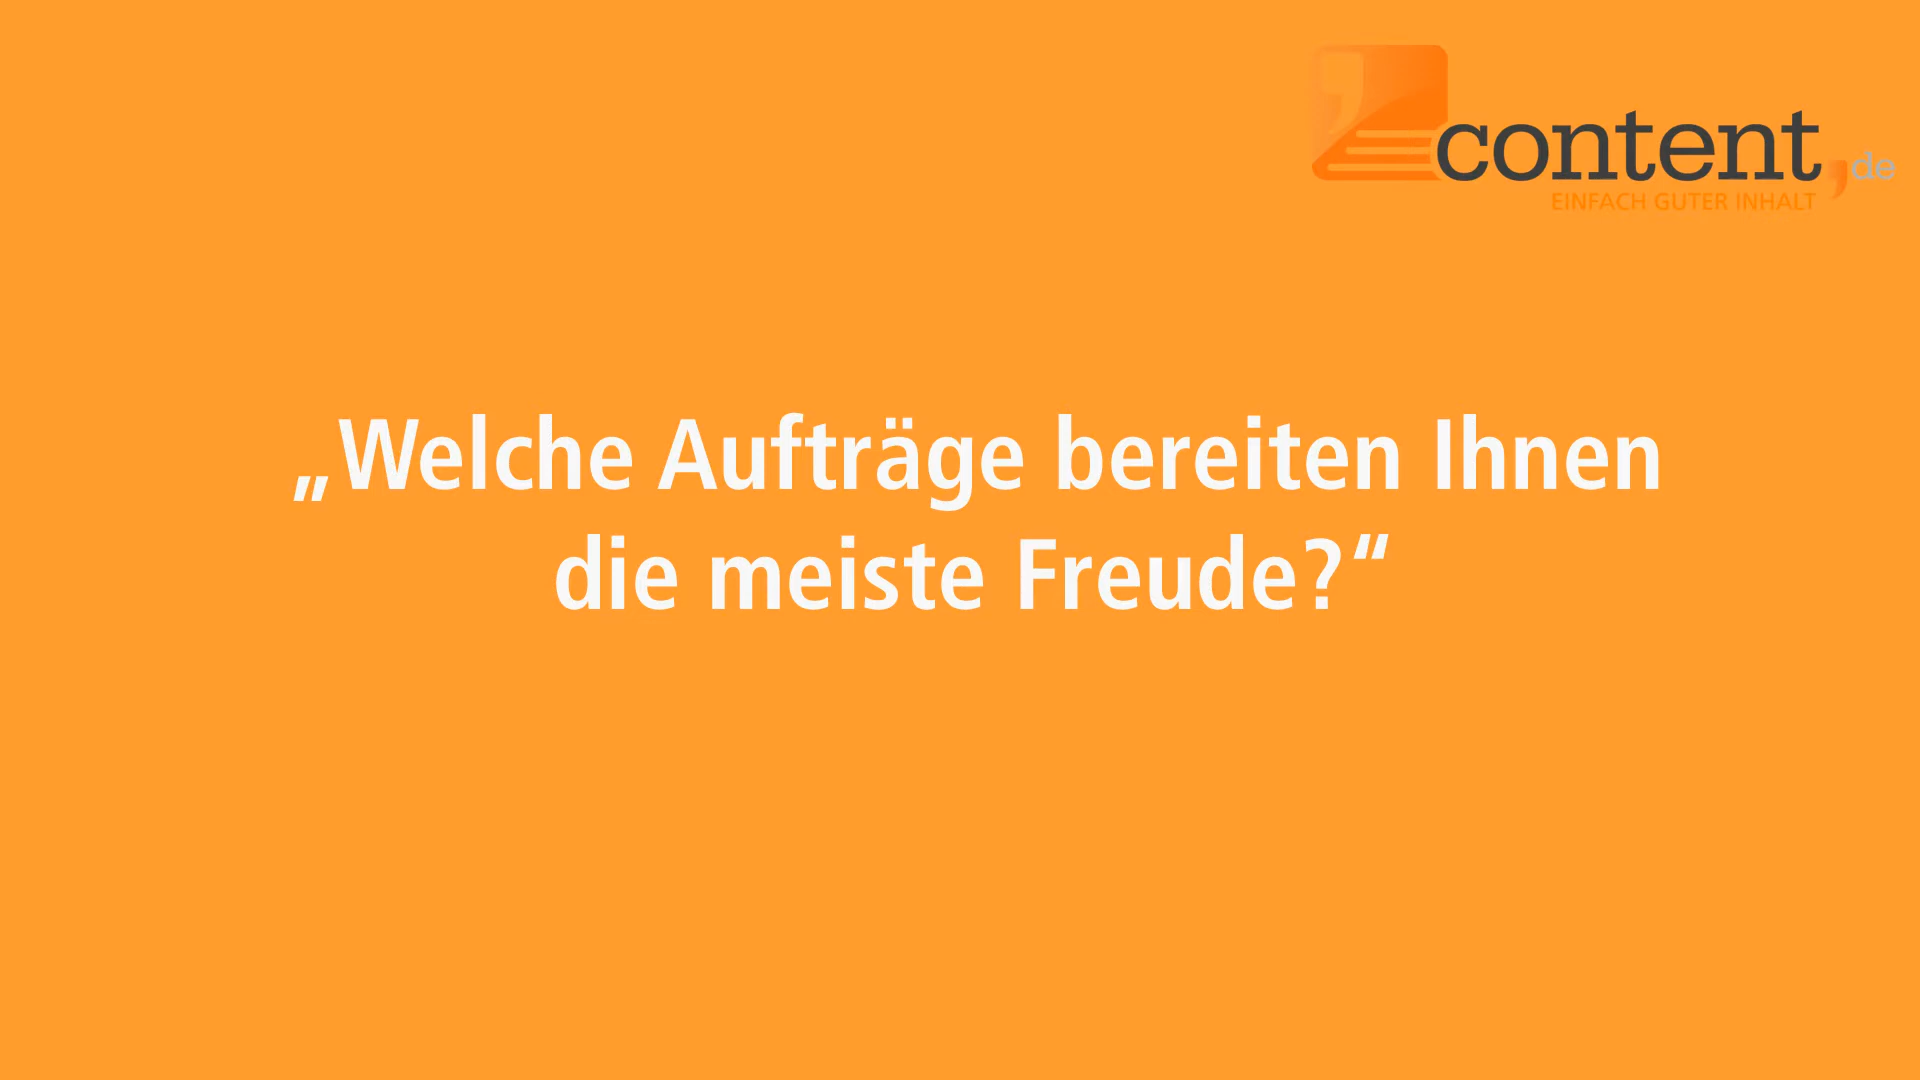 content.de
EINFACH GUTER INHALT
„Welche Aufträge bereiten Ihnen
die meiste Freude?“